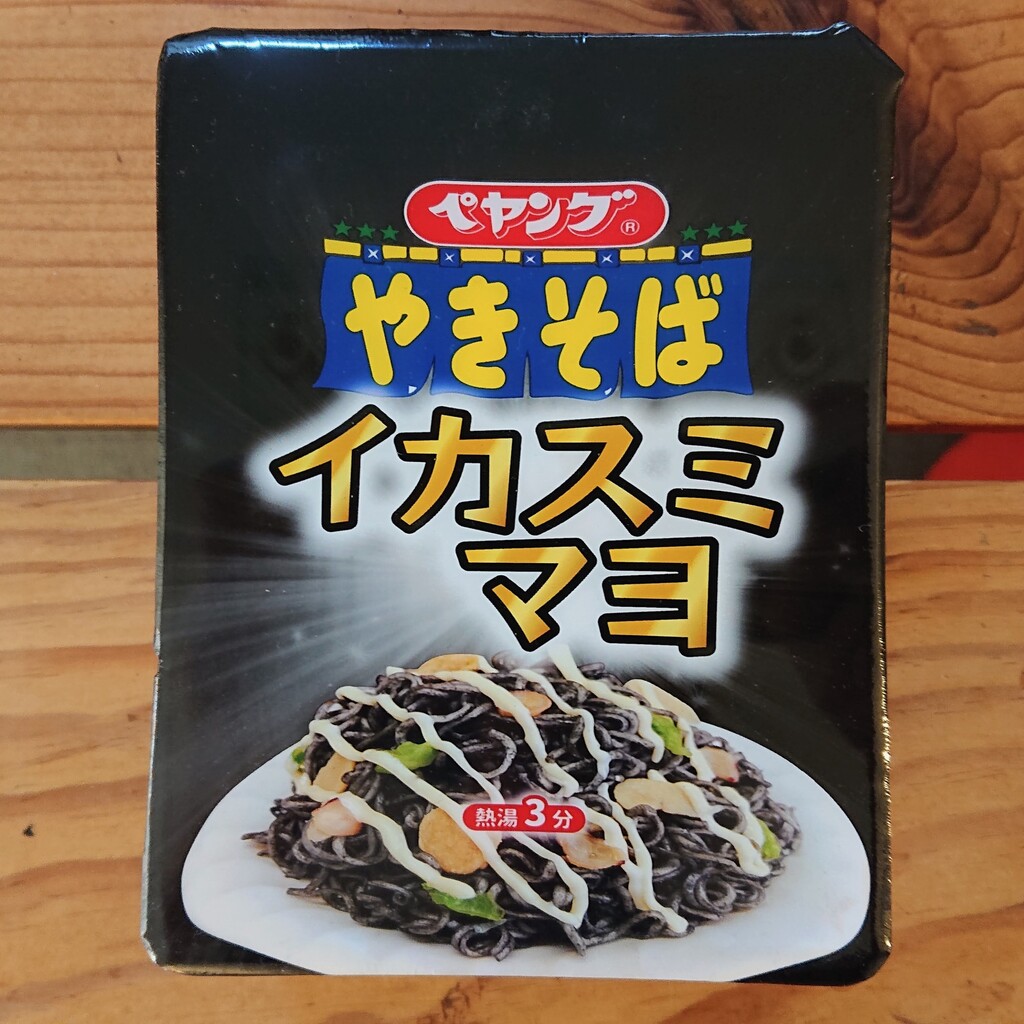 ペヤング®
やきそば
イカスミ
マヨ
熱湯3分